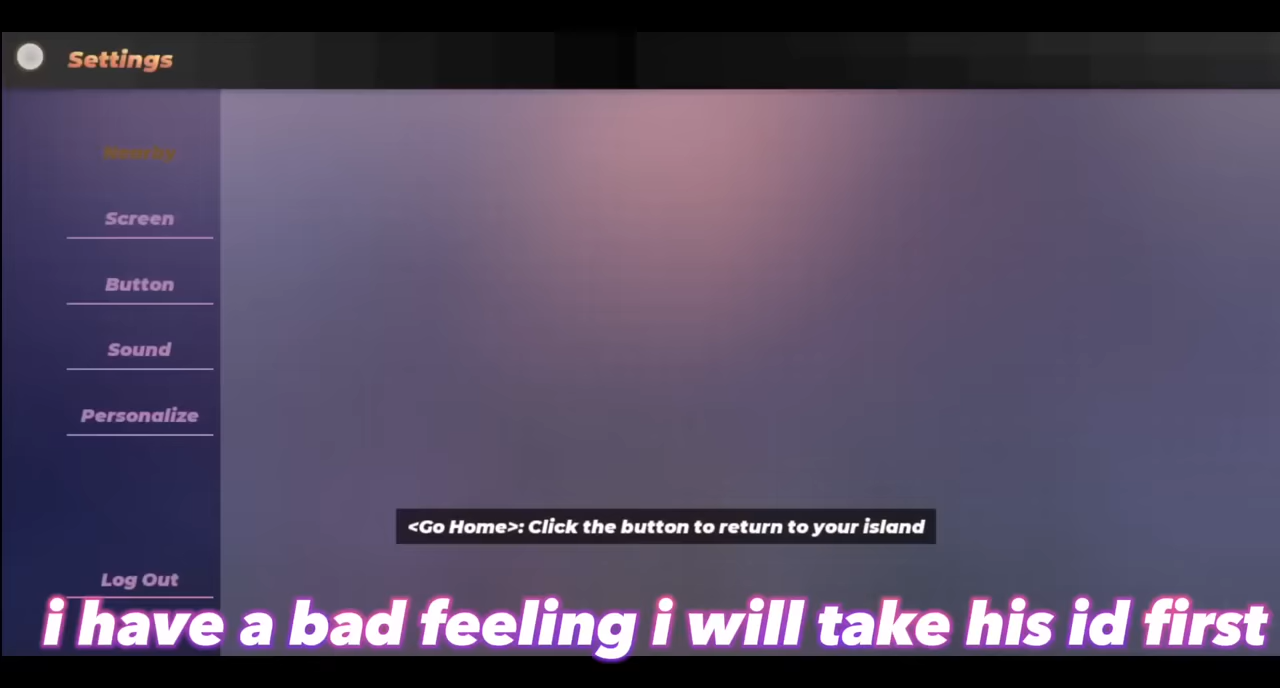 Settings
Nearby
Screen
Button
Sound
Personalize
<Go Home>: Click the button to return to your island
Log Out
i have a bad feeling i will take his id first